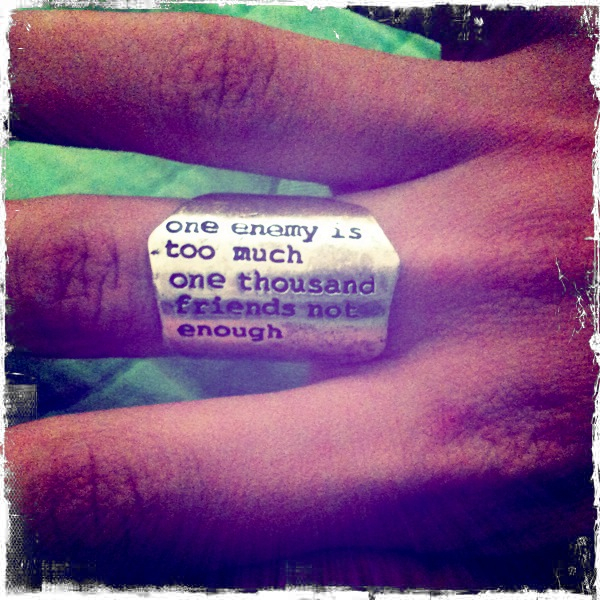 one enemy is
too much
one thousand
friends not
enough